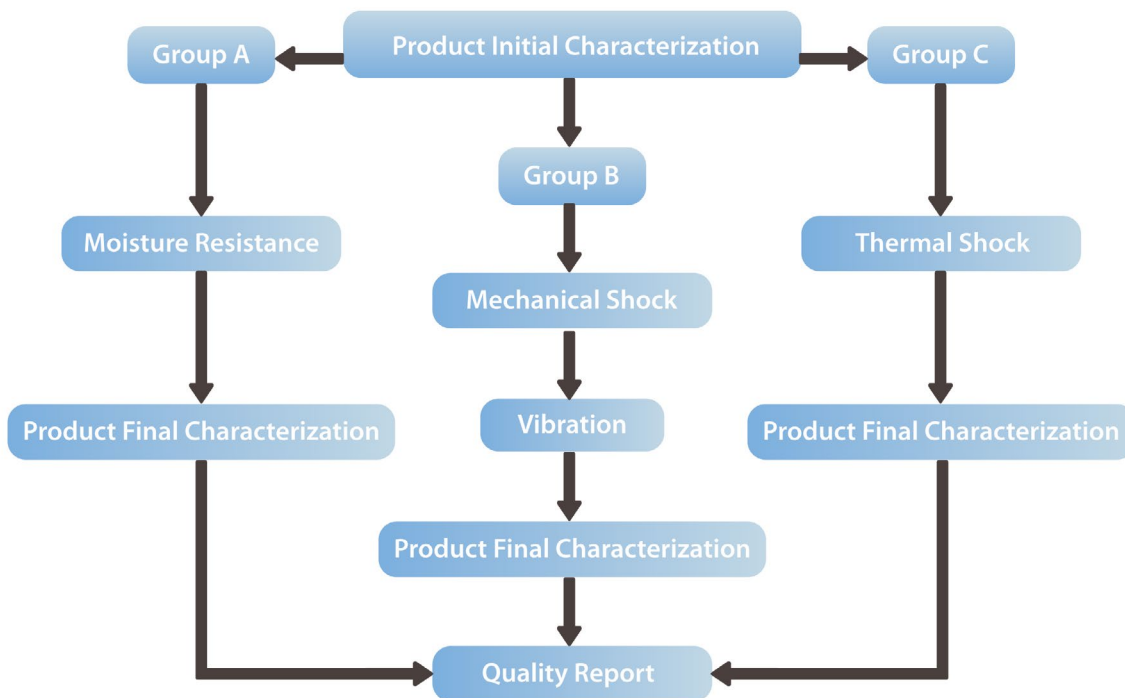 Product Initial Characterization
Group A
Group C
Group B
Moisture Resistance
Thermal Shock
Mechanical Shock
Product Final Characterization
Vibration
Product Final Characterization
Product Final Characterization
Quality Report